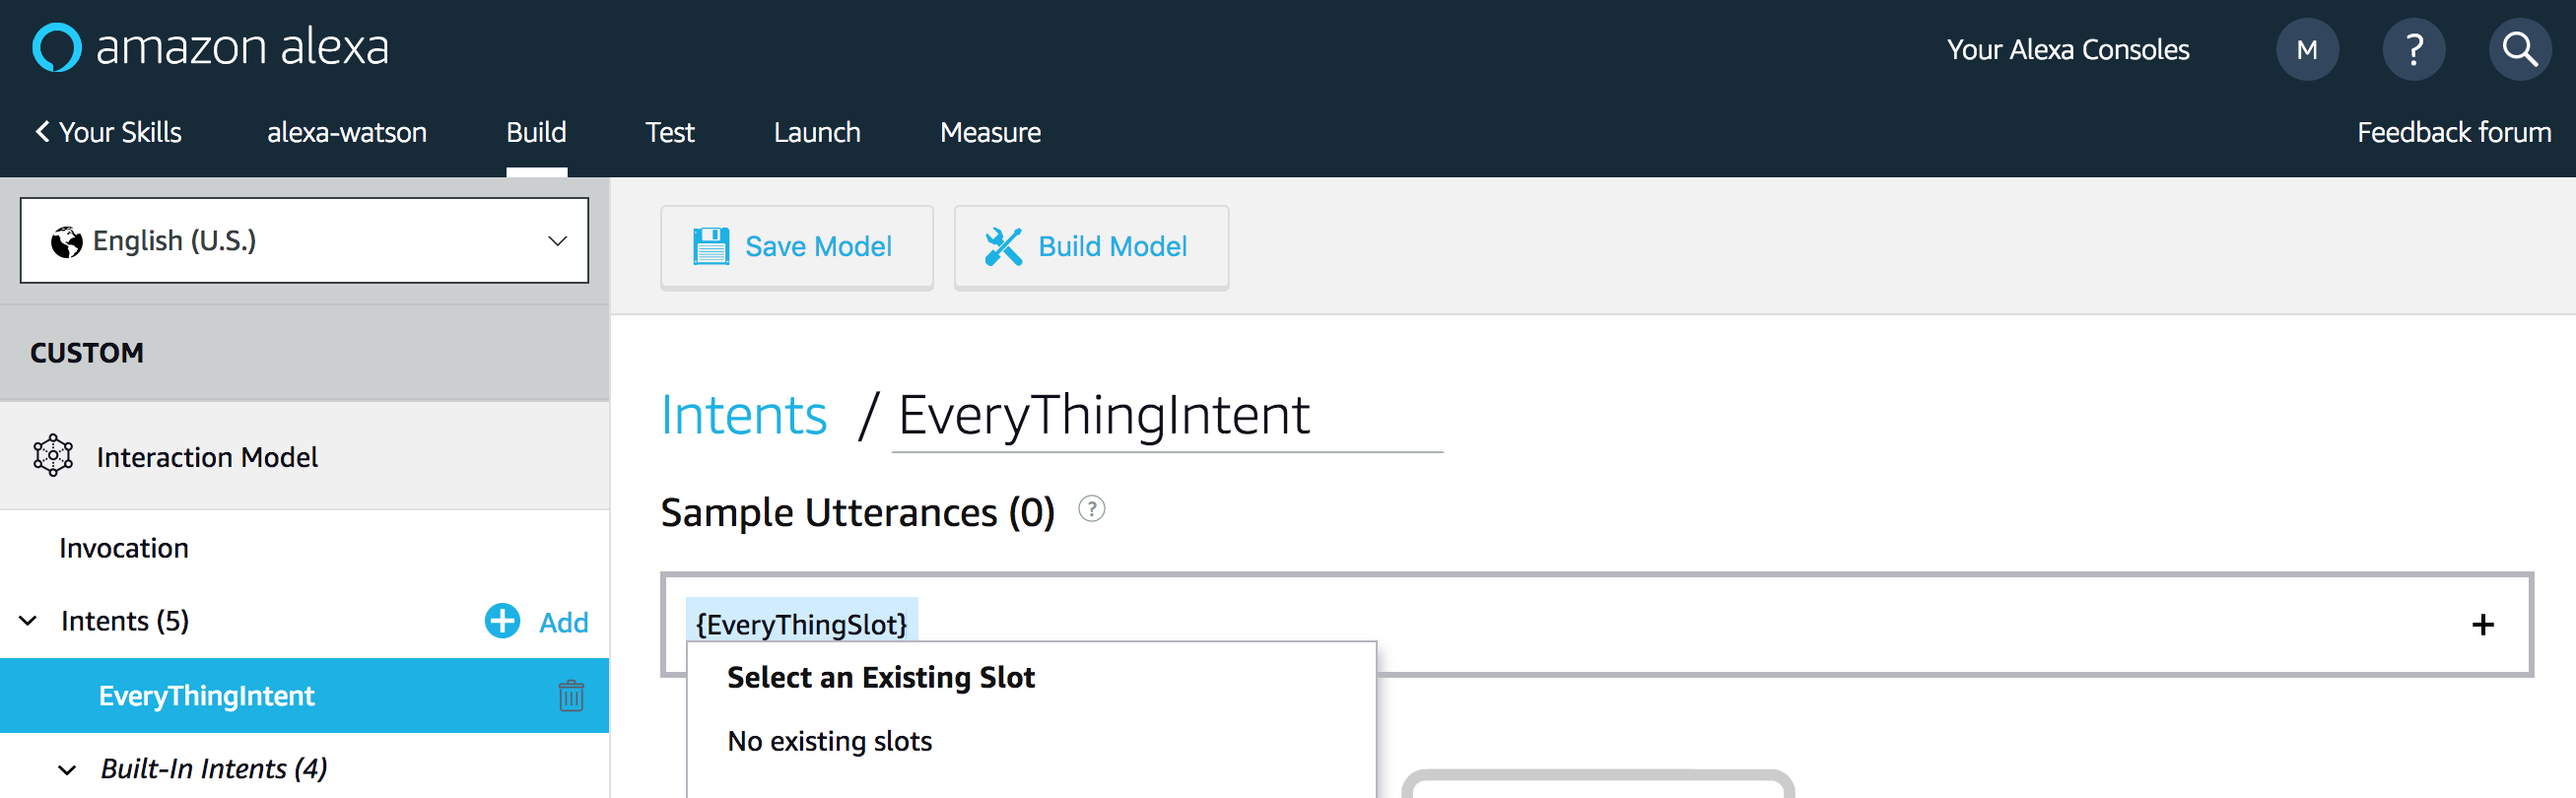 amazon alexa
Your Alexa Consoles
M
?
Your Skills
alexa-watson
Build
Test
Launch
Measure
Feedback forum
English (U.S.)
Save Model
Build Model
CUSTOM
Interaction Model
Intents / EveryThingIntent
Sample Utterances (0) ?
Invocation
Intents (5)
Add
{EveryThingSlot}
+
Select an Existing Slot
EveryThingIntent
No existing slots
Built-In Intents (4)